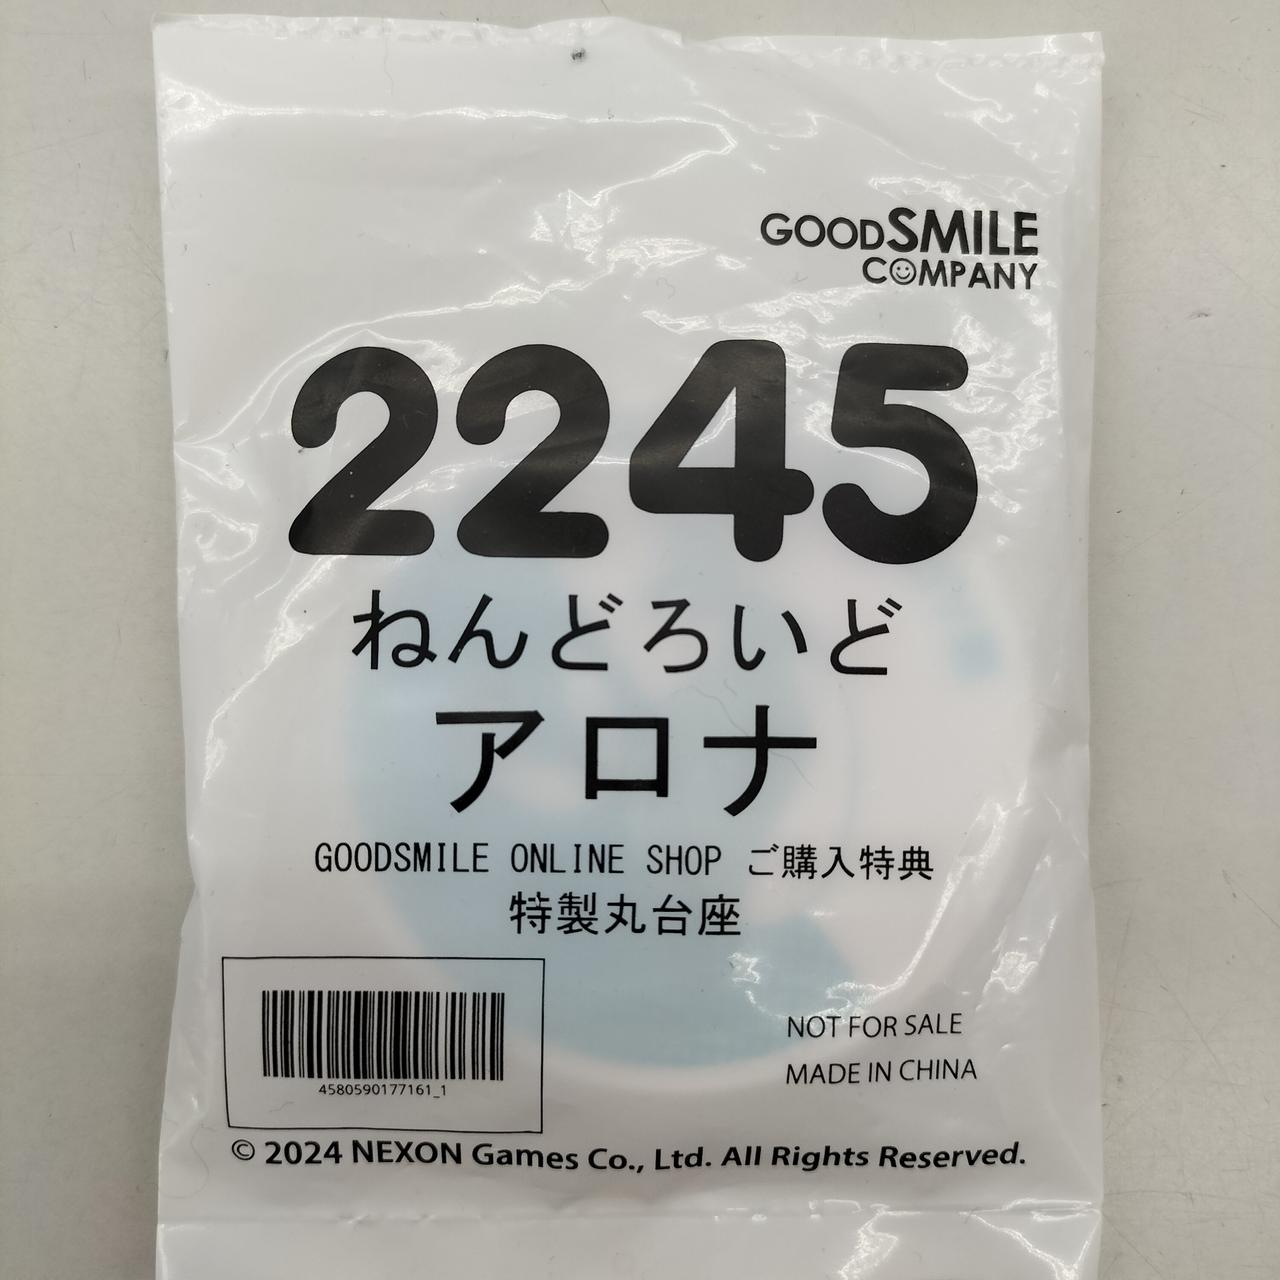 GOODSMILE
COMPANY
2245
ねんどろいど
アロナ
GOODSMILE ONLINE SHOP ご購入特典
特製丸台座
4580590177161_1
NOT FOR SALE
MADE IN CHINA
© 2024 NEXON Games Co., Ltd. All Rights Reserved.